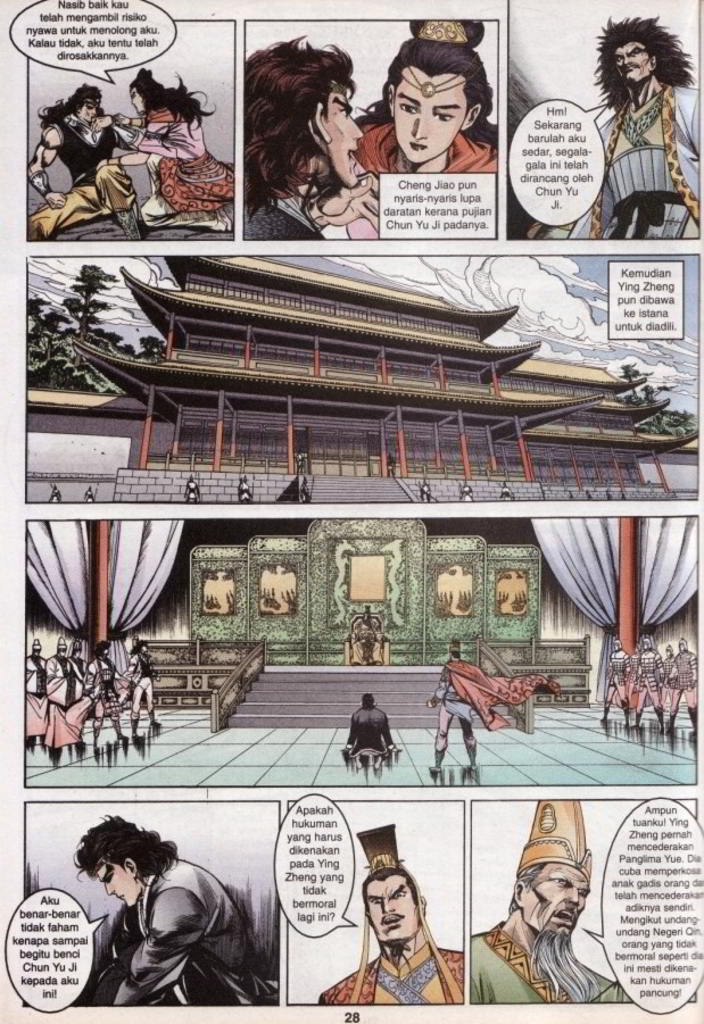 Nasib baik kau
telah mengambil risiko
nyawa untuk menolong aku.
Kalau tidak, aku tentu telah
dirosakkannya.
Cheng Jiao pun
nyaris-nyaris lupa
daratan kerana pujian
Chun Yu Ji padanya.
Hm!
Sekarang
barulah aku
sedar, segala-
gala ini telah
dirancang oleh
Chun Yu
Ji.
Kemudian
Ying Zheng
pun dibawa
ke istana
untuk diadili.
Aku
benar-benar
tidak faham
kenapa sampai
begitu benci
Chun Yu Ji
kepada aku
ini!
Apakah
hukuman
yang harus
dikenakan
pada Ying
Zheng yang
tidak
bermoral
lagi ini?
Ampun
tuanku! Ying
Zheng pernah
mencederakan
Panglima Yue. Dia
cuba memperkosa
anak gadis orang dan
telah mencederakan
adiknya sendiri.
Mengikut undang-
undang Negeri Qin,
orang yang tidak
bermoral seperti dia
ini mesti dikena-
kan hukuman
pancung!
28